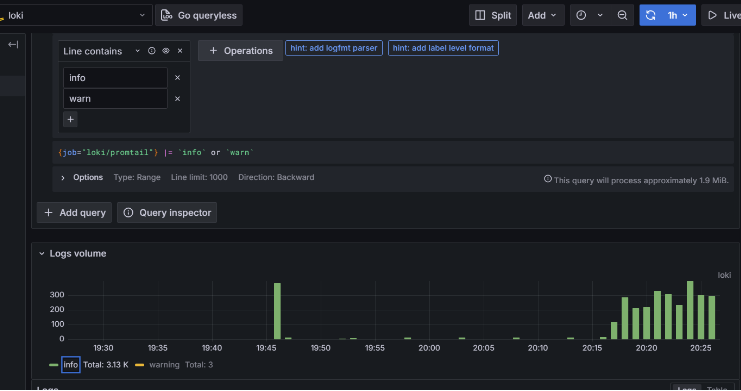 loki
Go queryless
Split
Add
1h
Live
Line contains
Operations
hint: add logfmt parser
hint: add label level format
info
warn
{job="loki/promtail"} |= `info` or `warn`
Options Type: Range Line limit: 1000 Direction: Backward
This query will process approximately 1.9 MiB.
+ Add query
Query inspector
Logs volume
loki
300
200
100
0
19:30 19:35 19:40 19:45 19:50 19:55 20:00 20:05 20:10 20:15 20:20 20:25
info Total: 3.13 K warning Total: 3